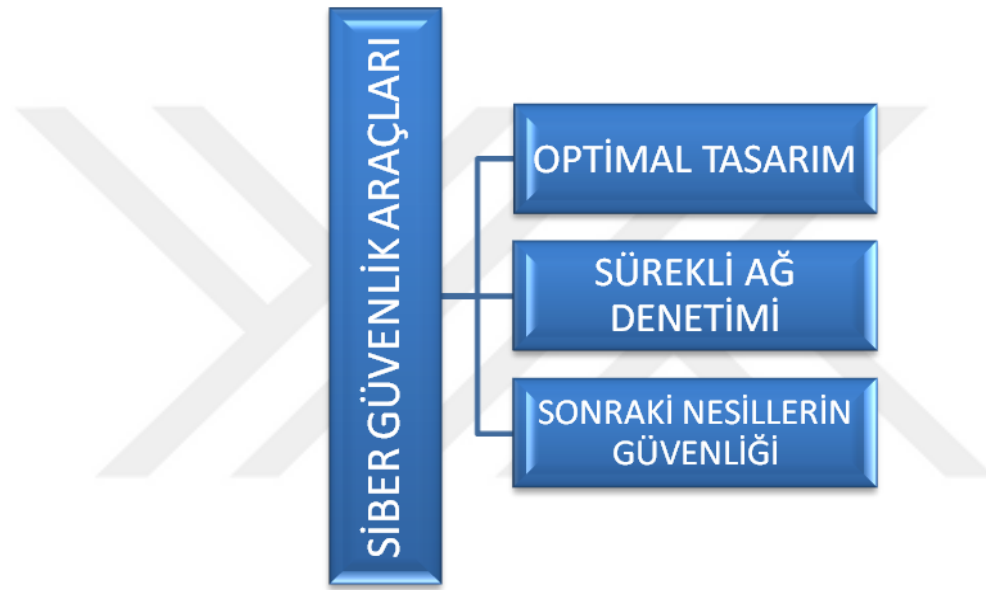 SİBER GÜVENLİK ARAÇLARI
OPTİMAL TASARIM
SÜREKLİ AĞ
DENETİMİ
SONRAKİ NESİLLERİN
GÜVENLİĞİ